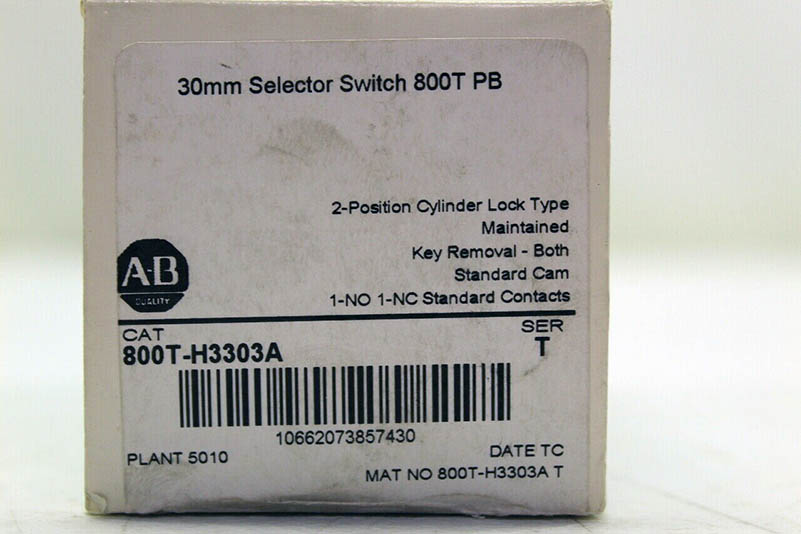 30mm Selector Switch 800T PB
2-Position Cylinder Lock Type
Maintained
Key Removal - Both
Standard Cam
1-NO 1-NC Standard Contacts
A-B
QUALITY
CAT
SER
800T-H3303A
T
10662073857430
PLANT 5010
DATE TC
MAT NO 800T-H3303A T